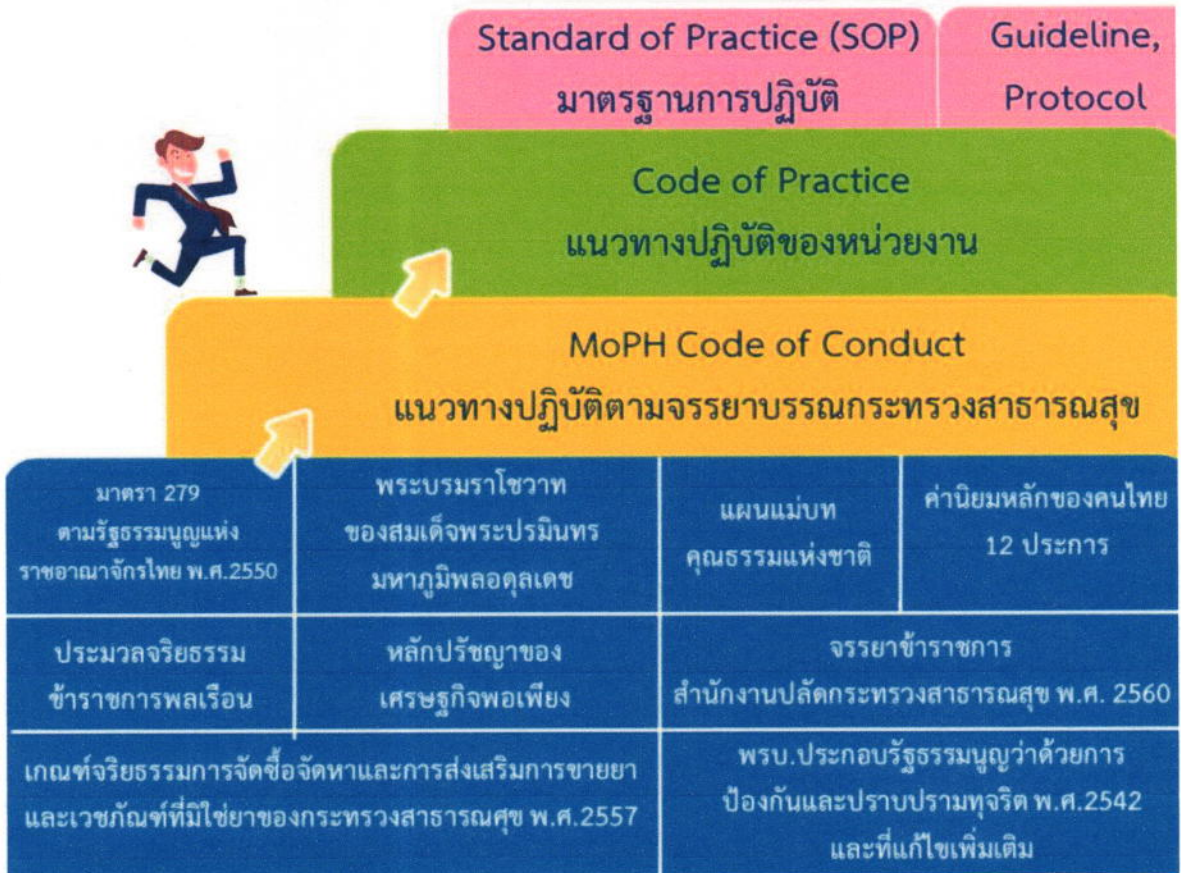 Standard of Practice (SOP)
มาตรฐานการปฏิบัติ
Guideline,
Protocol
Code of Practice
แนวทางปฏิบัติของหน่วยงาน
MoPH Code of Conduct
แนวทางปฏิบัติตามจรรยาบรรณกระทรวงสาธารณสุข
มาตรา 279
ตามรัฐธรรมนูญแห่ง
ราชอาณาจักรไทย พ.ศ.2550
พระบรมราโชวาท
ของสมเด็จพระปรมินทร
มหาภูมิพลอดุลเดช
แผนแม่บท
คุณธรรมแห่งชาติ
ค่านิยมหลักของคนไทย
12 ประการ
ประมวลจริยธรรม
ข้าราชการพลเรือน
หลักปรัชญาของ
เศรษฐกิจพอเพียง
จรรยาข้าราชการ
สำนักงานปลัดกระทรวงสาธารณสุข พ.ศ. 2560
เกณฑ์จริยธรรมการจัดซื้อจัดหาและการส่งเสริมการขายยา
และเวชภัณฑ์ที่มิใช่ยาของกระทรวงสาธารณศุข พ.ศ.2557
พรบ.ประกอบรัฐธรรมนูญว่าด้วยการ
ป้องกันและปราบปรามทุจริต พ.ศ.2542
และที่แก้ไขเพิ่มเติม